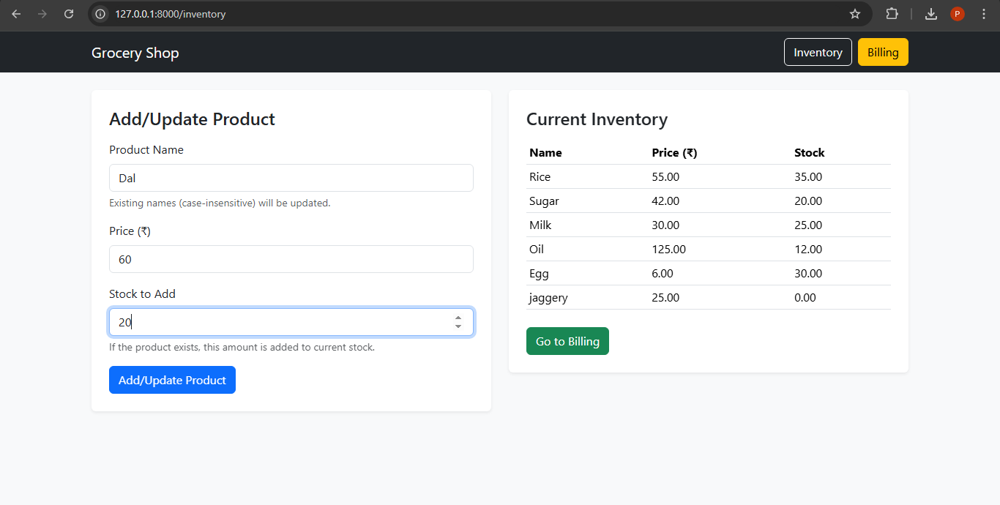 127.0.0.1:8000/inventory
P
Grocery Shop
Inventory
Billing
Add/Update Product
Product Name
Dal
Existing names (case-insensitive) will be updated.
Price (₹)
60
Stock to Add
20
If the product exists, this amount is added to current stock.
Add/Update Product
Current Inventory
Name Price (₹) Stock
Rice 55.00 35.00
Sugar 42.00 20.00
Milk 30.00 25.00
Oil 125.00 12.00
Egg 6.00 30.00
jaggery 25.00 0.00
Go to Billing